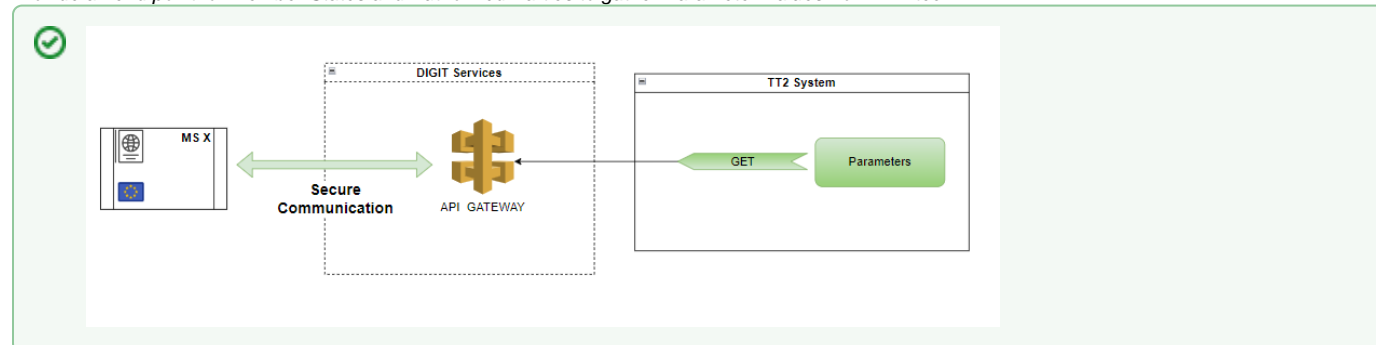 DIGIT Services
TT2 System
MS X
GET
Parameters
Secure
Communication
API GATEWAY